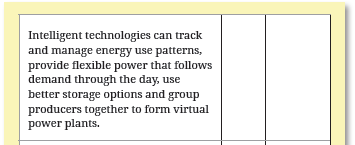 Intelligent technologies can track
and manage energy use patterns,
provide flexible power that follows
demand through the day, use
better storage options and group
producers together to form virtual
power plants.